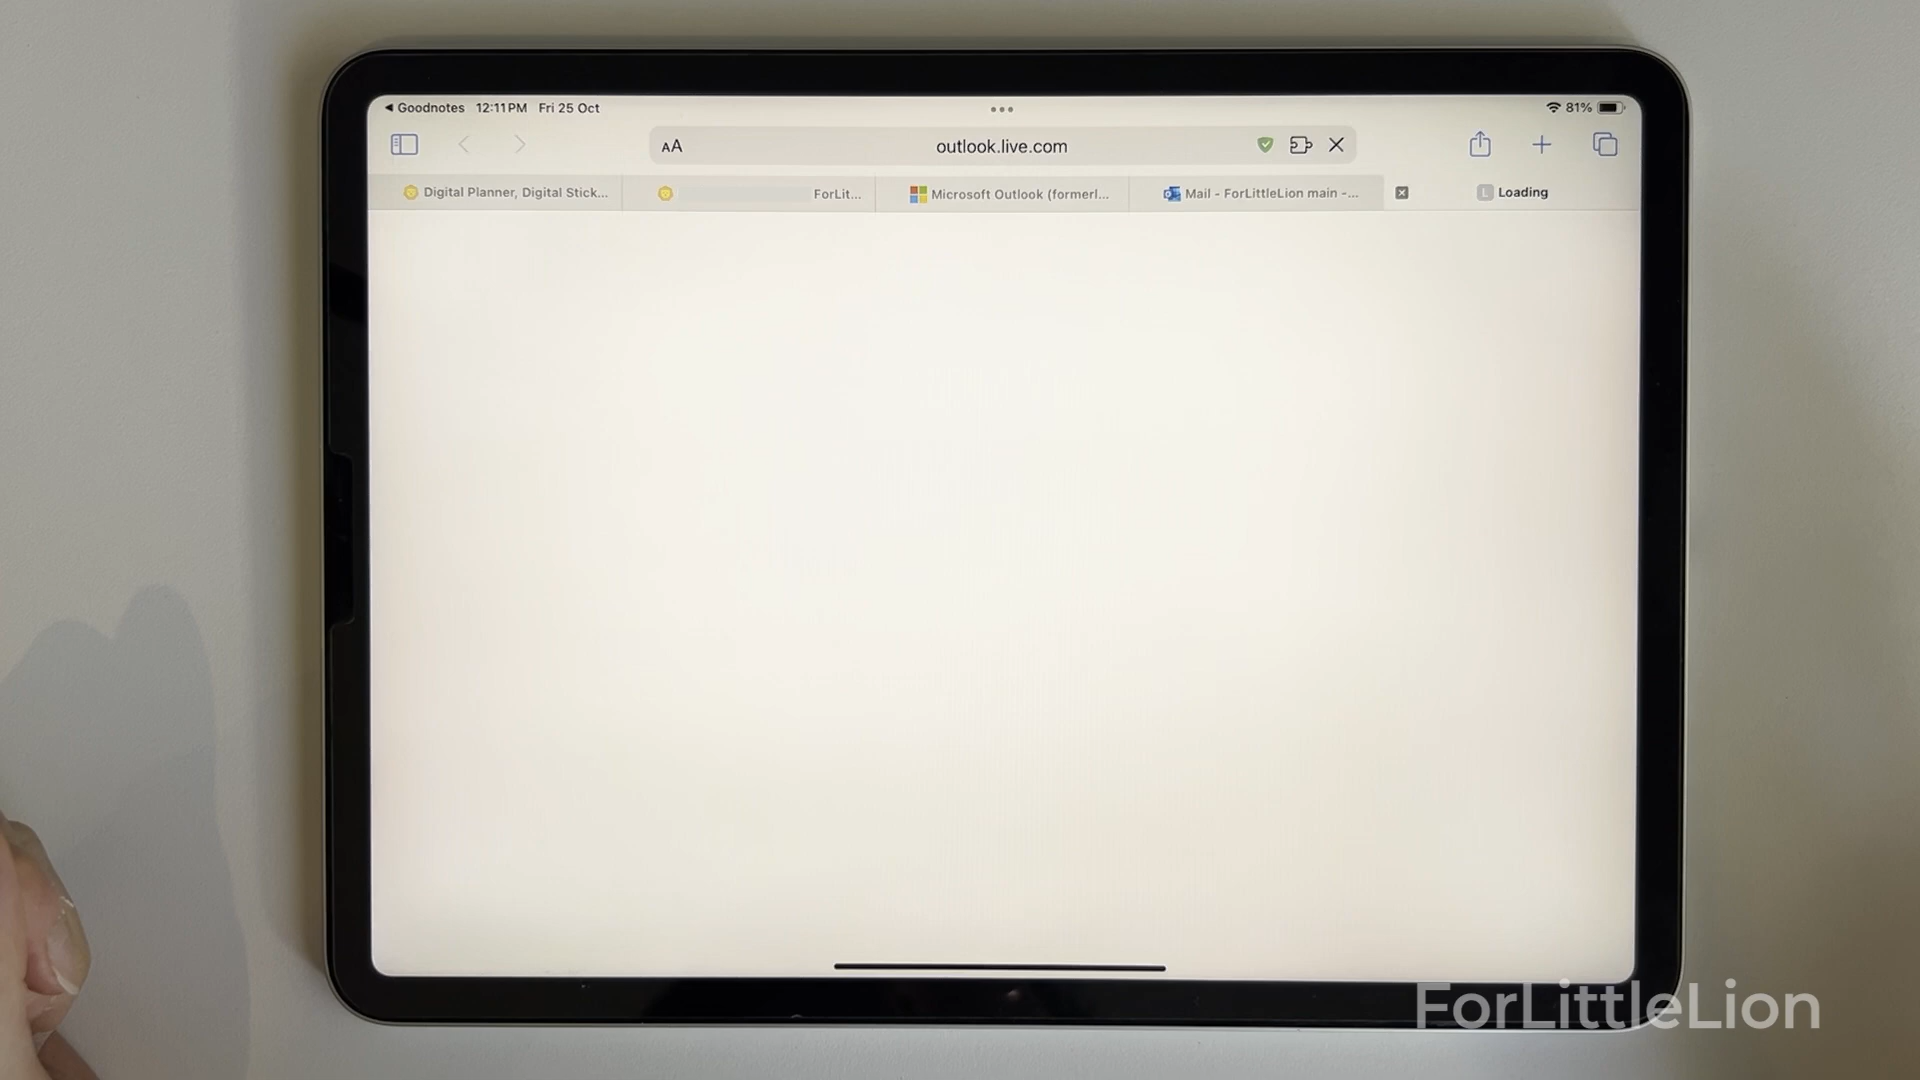 Goodnotes 12:11 PM Fri 25 Oct
81%
AA
outlook.live.com
Digital Planner, Digital Stick...
ForLit...
Microsoft Outlook (formerl...
Mail - ForLittleLion main -...
L Loading
ForLittleLion